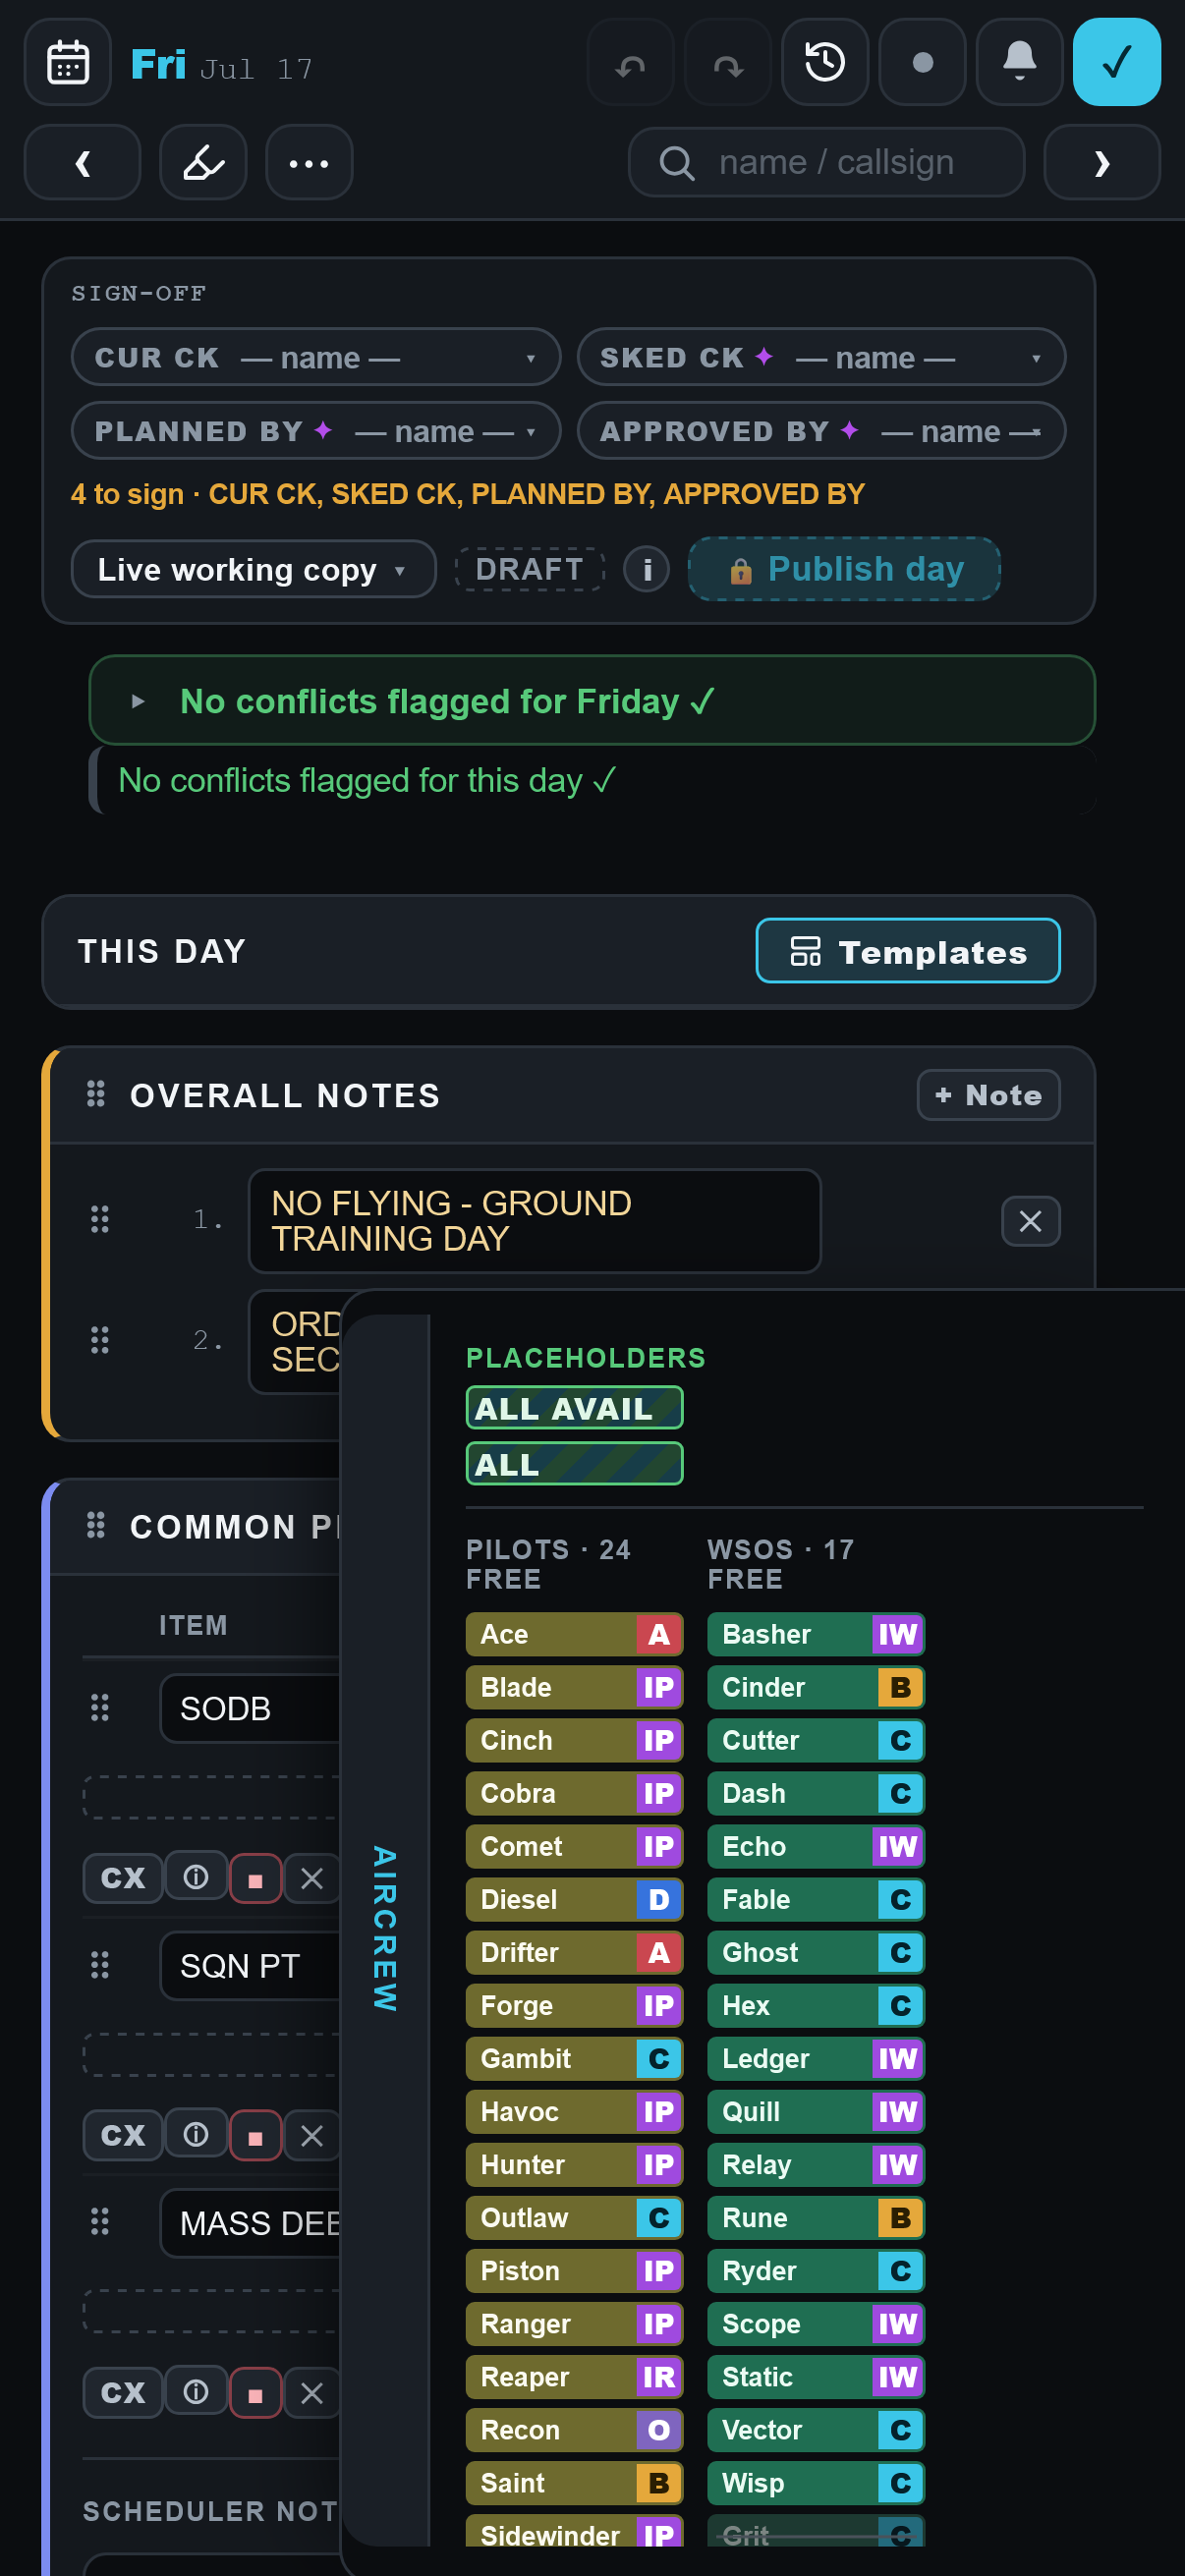 Fri Jul 17
name / callsign
SIGN-OFF
CUR CK — name —
SKED CK ✦ — name —
PLANNED BY ✦ — name —
APPROVED BY ✦ — name —
4 to sign · CUR CK, SKED CK, PLANNED BY, APPROVED BY
Live working copy DRAFT i Publish day
No conflicts flagged for Friday ✓
No conflicts flagged for this day ✓
THIS DAY Templates
OVERALL NOTES + Note
1. NO FLYING - GROUND
TRAINING DAY
2. ORD
SEC
COMMON
ITEM
SODB
CX
SQN PT
CX
MASS DEE
CX
SCHEDULER NOT
AIRCREW
PLACEHOLDERS
ALL AVAIL
ALL
PILOTS · 24
FREE
WSOS · 17
FREE
Ace A Basher IW
Blade IP Cinder B
Cinch IP Cutter C
Cobra IP Dash C
Comet IP Echo IW
Diesel D Fable C
Drifter A Ghost C
Forge IP Hex C
Gambit C Ledger IW
Havoc IP Quill IW
Hunter IP Relay IW
Outlaw C Rune B
Piston IP Ryder C
Ranger IP Scope IW
Reaper IR Static IW
Recon O Vector C
Saint B Wisp C
Sidewinder IP Grit C